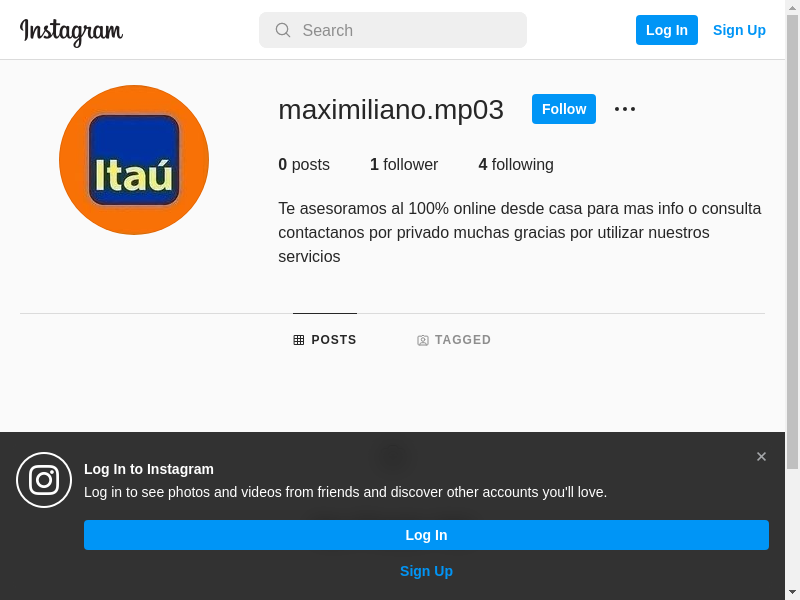 Instagram
Search
Log In
Sign Up
Itaú
maximiliano.mp03
Follow
0 posts
1 follower
4 following
Te asesoramos al 100% online desde casa para mas info o consulta
contactanos por privado muchas gracias por utilizar nuestros
servicios
POSTS
TAGGED
Log In to Instagram
Log in to see photos and videos from friends and discover other accounts you'll love.
Log In
Sign Up